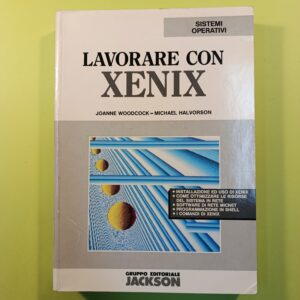 SISTEMI
OPERATIVI
LAVORARE CON
XENIX
JOANNE WOODCOCK – MICHAEL HALVORSON
• INSTALLAZIONE ED USO DI XENIX
• COME OTTIMIZZARE LE RISORSE
DEL SISTEMA IN RETE
• SOFTWARE DI RETE MICNET
• PROGRAMMAZIONE IN SHELL
• I COMANDI DI XENIX
GRUPPO EDITORIALE
JACKSON